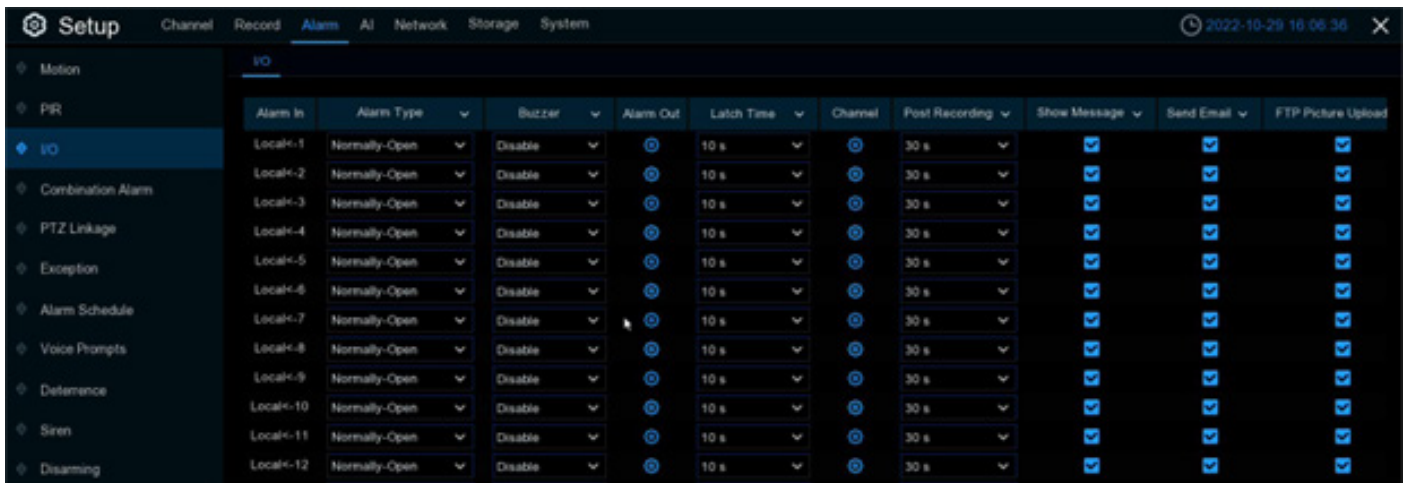 Setup Channel Record Alarm AI Network Storage System 2022-10-29 16:06:36
Motion
I/O
PIR
Alarm In Alarm Type Buzzer Alarm Out Latch Time Channel Post Recording Show Message Send Email FTP Picture Upload
I/O
Local<-1 Normally-Open Disable 10 s 30 s
Local<-2 Normally-Open Disable 10 s 30 s
Combination Alarm
Local<-3 Normally-Open Disable 10 s 30 s
PTZ Linkage
Local<-4 Normally-Open Disable 10 s 30 s
Exception
Local<-5 Normally-Open Disable 10 s 30 s
Local<-6 Normally-Open Disable 10 s 30 s
Alarm Schedule
Local<-7 Normally-Open Disable 10 s 30 s
Voice Prompts
Local<-8 Normally-Open Disable 10 s 30 s
Local<-9 Normally-Open Disable 10 s 30 s
Deterrence
Local<-10 Normally-Open Disable 10 s 30 s
Siren
Local<-11 Normally-Open Disable 10 s 30 s
Disarming
Local<-12 Normally-Open Disable 10 s 30 s